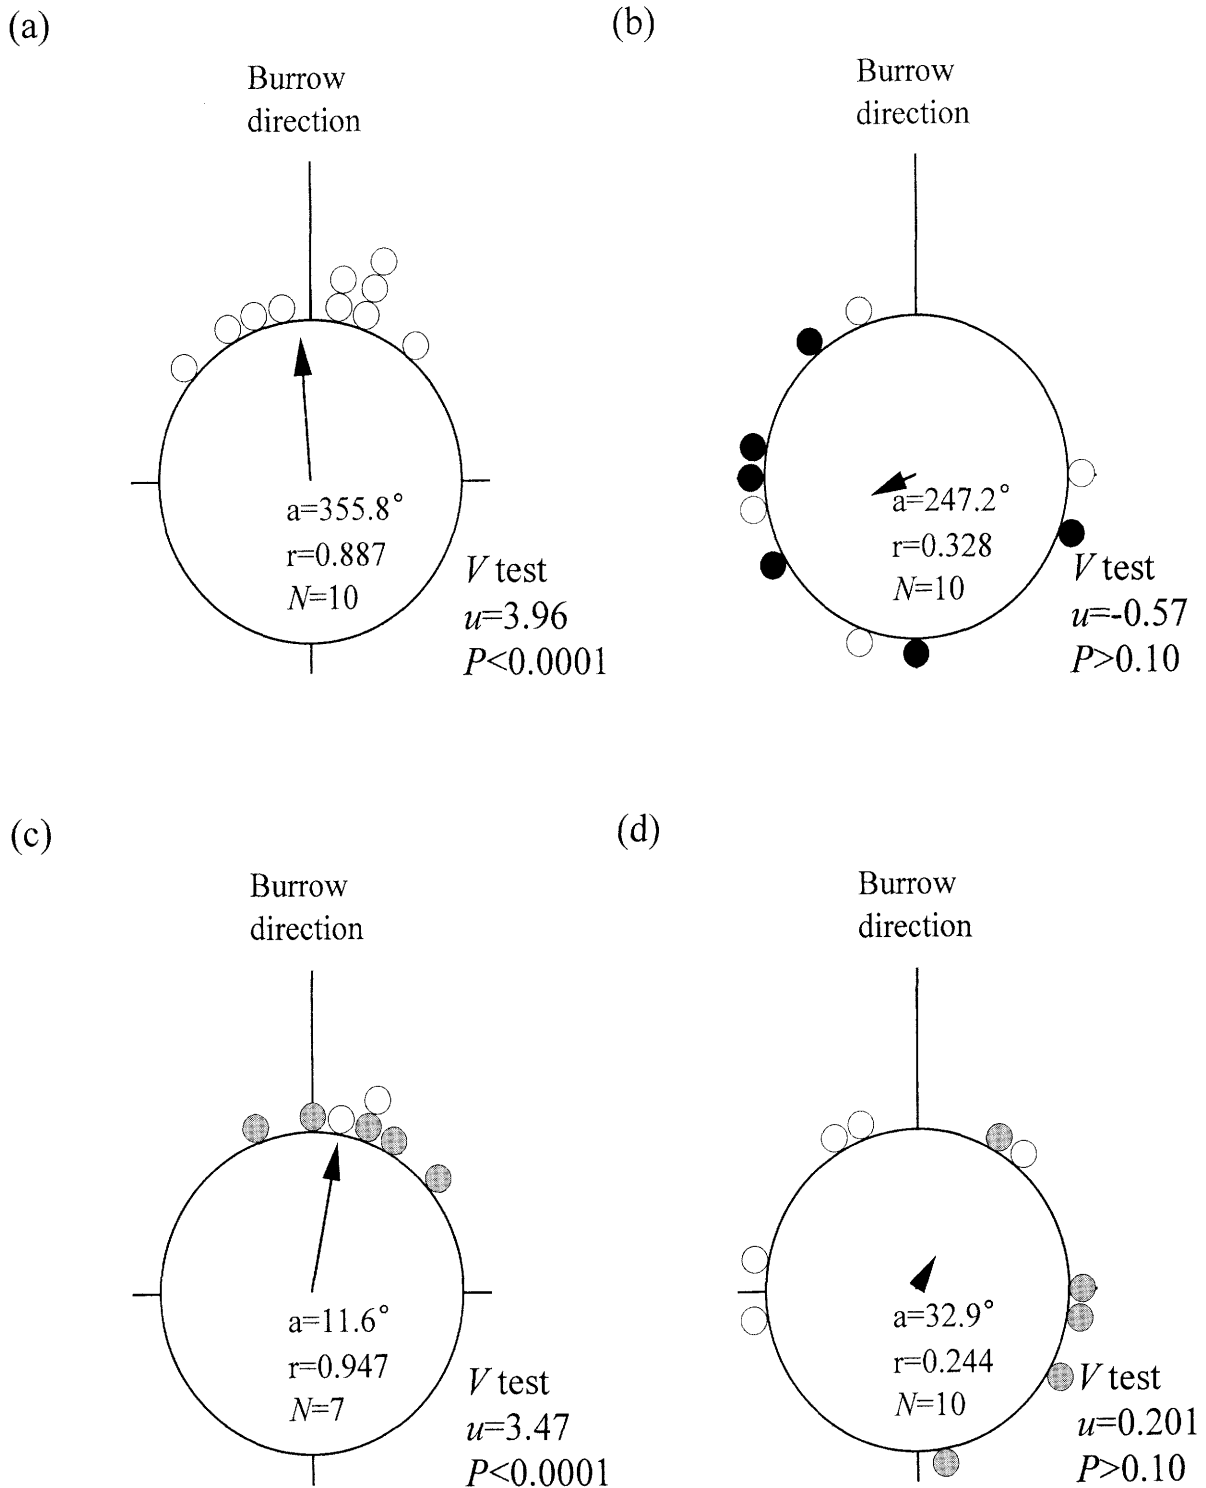 (a)
Burrow
direction
a=355.8°
r=0.887
N=10
V test
u=3.96
P<0.0001
(b)
Burrow
direction
a=247.2°
r=0.328
N=10
V test
u=-0.57
P>0.10
(c)
Burrow
direction
a=11.6°
r=0.947
N=7
V test
u=3.47
P<0.0001
(d)
Burrow
direction
a=32.9°
r=0.244
N=10
V test
u=0.201
P>0.10